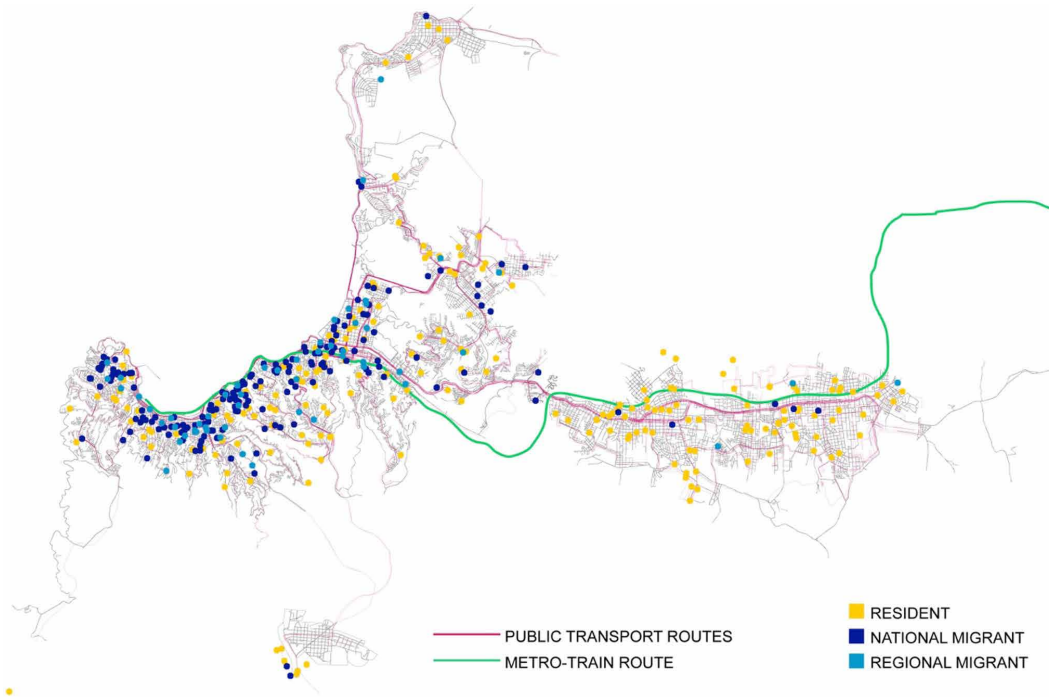 PUBLIC TRANSPORT ROUTES
METRO-TRAIN ROUTE
RESIDENT
NATIONAL MIGRANT
REGIONAL MIGRANT